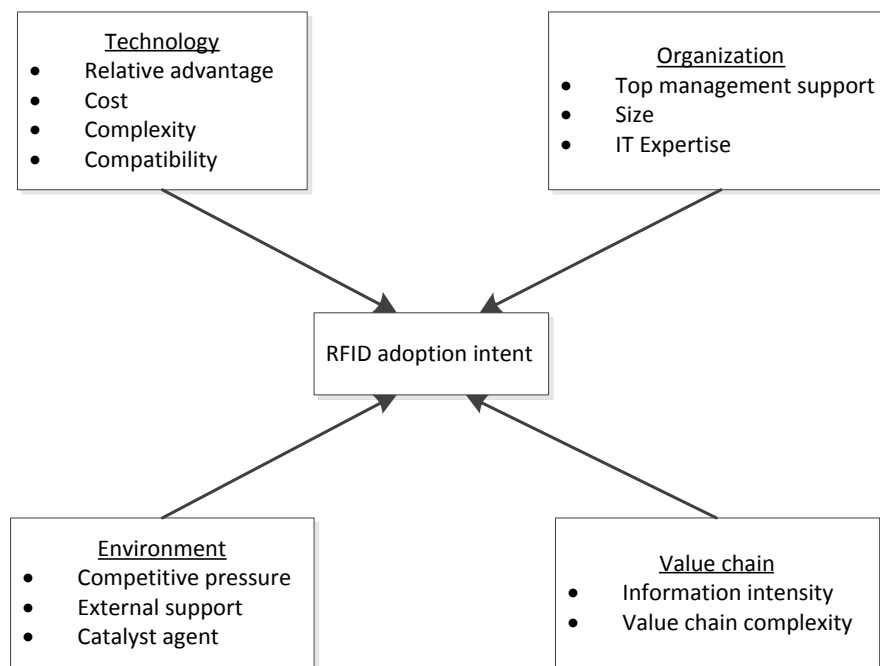 Technology
• Relative advantage
• Cost
• Complexity
• Compatibility
Organization
• Top management support
• Size
• IT Expertise
RFID adoption intent
Environment
• Competitive pressure
• External support
• Catalyst agent
Value chain
• Information intensity
• Value chain complexity